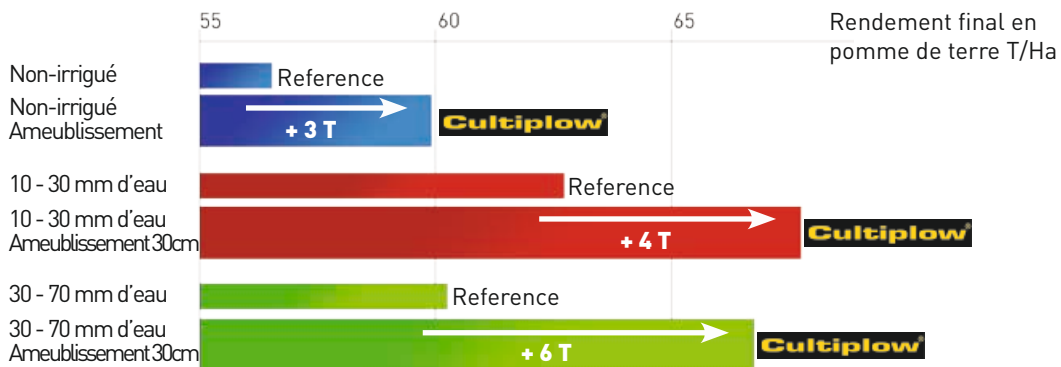 55 60 65
Rendement final en
pomme de terre T/Ha
Non-irrigué
Reference
Non-irrigué
Ameublissement
+ 3 T
Cultiplow®
10 - 30 mm d'eau
Reference
10 - 30 mm d'eau
Ameublissement 30cm
+ 4 T
Cultiplow®
30 - 70 mm d'eau
Reference
30 - 70 mm d'eau
Ameublissement 30cm
+ 6 T
Cultiplow®